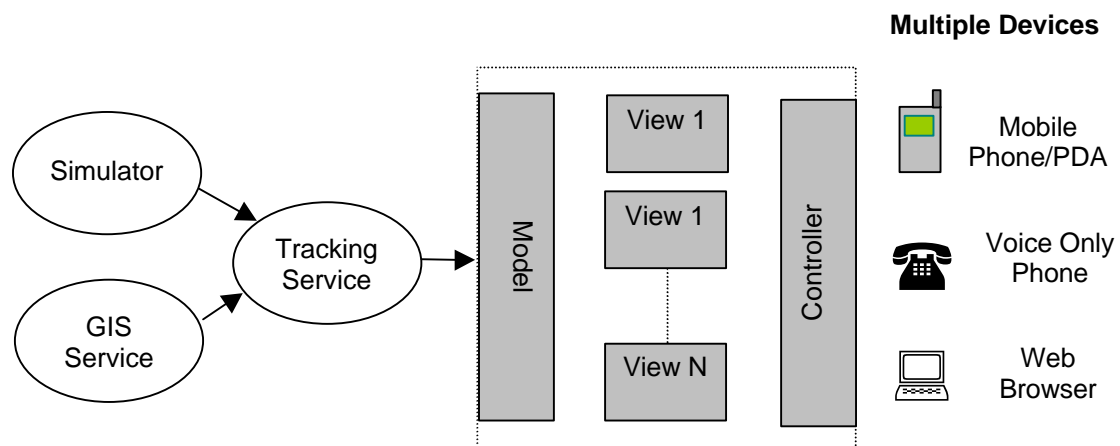 Multiple Devices
Simulator
GIS
Service
Tracking
Service
Model
View 1
View 1
View N
Controller
Mobile
Phone/PDA
Voice Only
Phone
Web
Browser